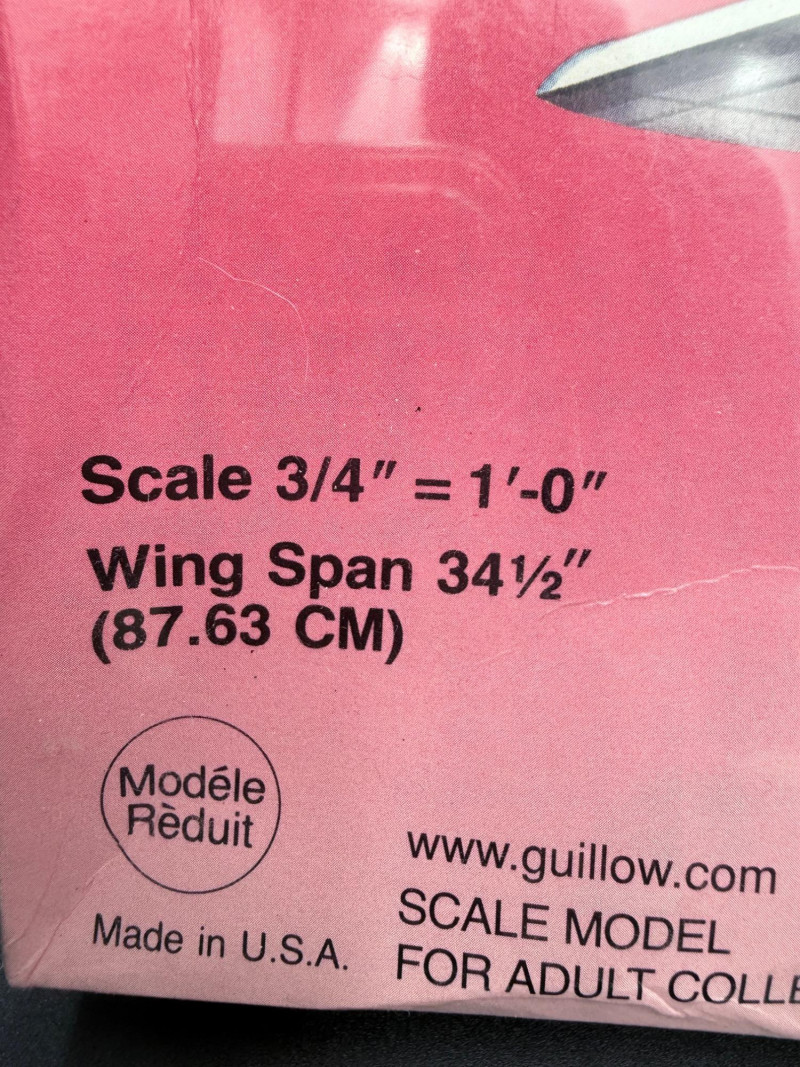 Scale 3/4" = 1'-0"
Wing Span 34½"
(87.63 CM)
Modéle
Rèduit
Made in U.S.A.
www.guillow.com
SCALE MODEL
FOR ADULT